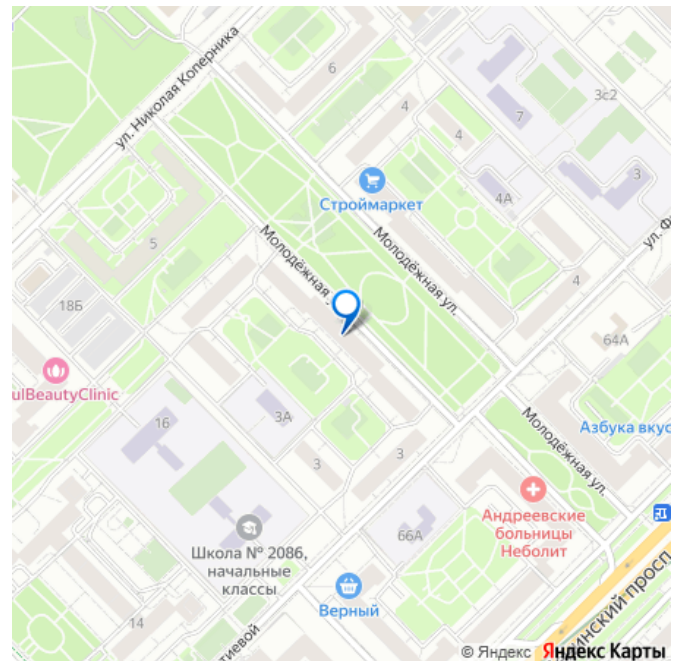 ул. Николая Коперника
6
4
3с2
7
4
3
Строймаркет
4А
Молодёжная ул.
ул. Ф
5
Молодёжная у
4
18Б
64А
ulBeautyClinic
3А
16
Молодёжная ул.
Азбука вкус
3
3
Андреевские
больницы
Неболит
66А
Школа № 2086,
начальные
классы
Верный
14
тиевой
инский просп
© Яндекс Яндекс Карты